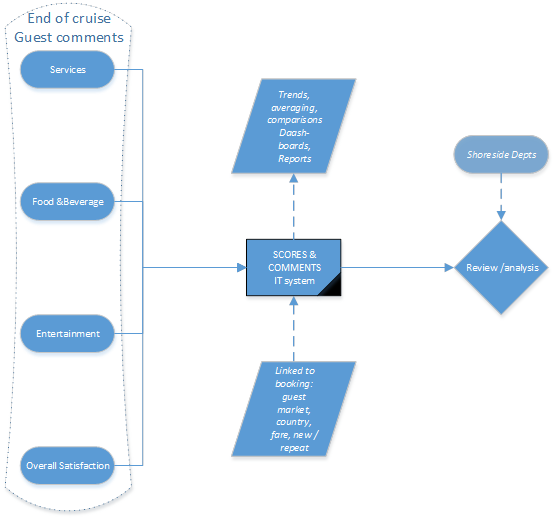 End of cruise
Guest comments
Services
Food &Beverage
Entertainment
Overall Satisfaction
Trends,
averaging,
comparisons
Daash-
boards,
Reports
SCORES &
COMMENTS
IT system
Linked to
booking:
guest
market,
country,
fare, new /
repeat
Shoreside Depts
Review /analysis